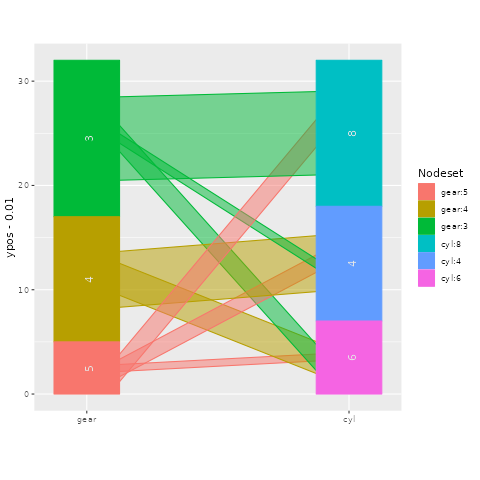 ypos - 0.01
30
20
10
0
3
4
5
8
4
6
gear
cyl
Nodeset
gear:5
gear:4
gear:3
cyl:8
cyl:4
cyl:6